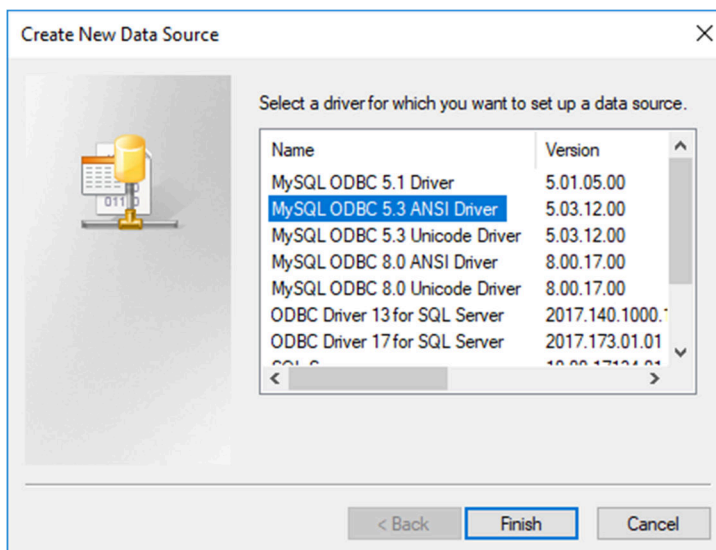 Create New Data Source
Select a driver for which you want to set up a data source.
Name Version
MySQL ODBC 5.1 Driver 5.01.05.00
MySQL ODBC 5.3 ANSI Driver 5.03.12.00
MySQL ODBC 5.3 Unicode Driver 5.03.12.00
MySQL ODBC 8.0 ANSI Driver 8.00.17.00
MySQL ODBC 8.0 Unicode Driver 8.00.17.00
ODBC Driver 13 for SQL Server 2017.140.1000.
ODBC Driver 17 for SQL Server 2017.173.01.01
< Back Finish Cancel